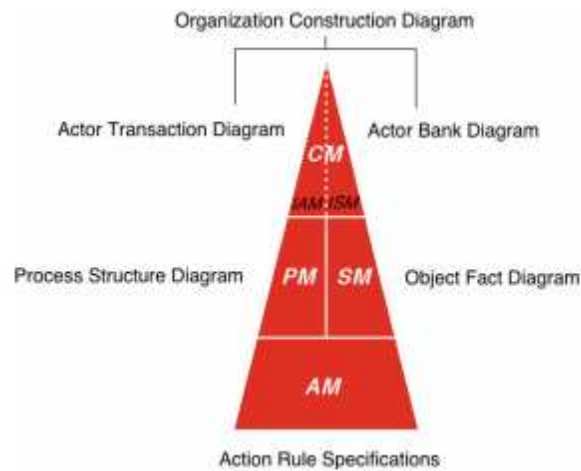 Organization Construction Diagram
Actor Transaction Diagram
Actor Bank Diagram
CM
IAM ISM
Process Structure Diagram
PM
SM
Object Fact Diagram
AM
Action Rule Specifications